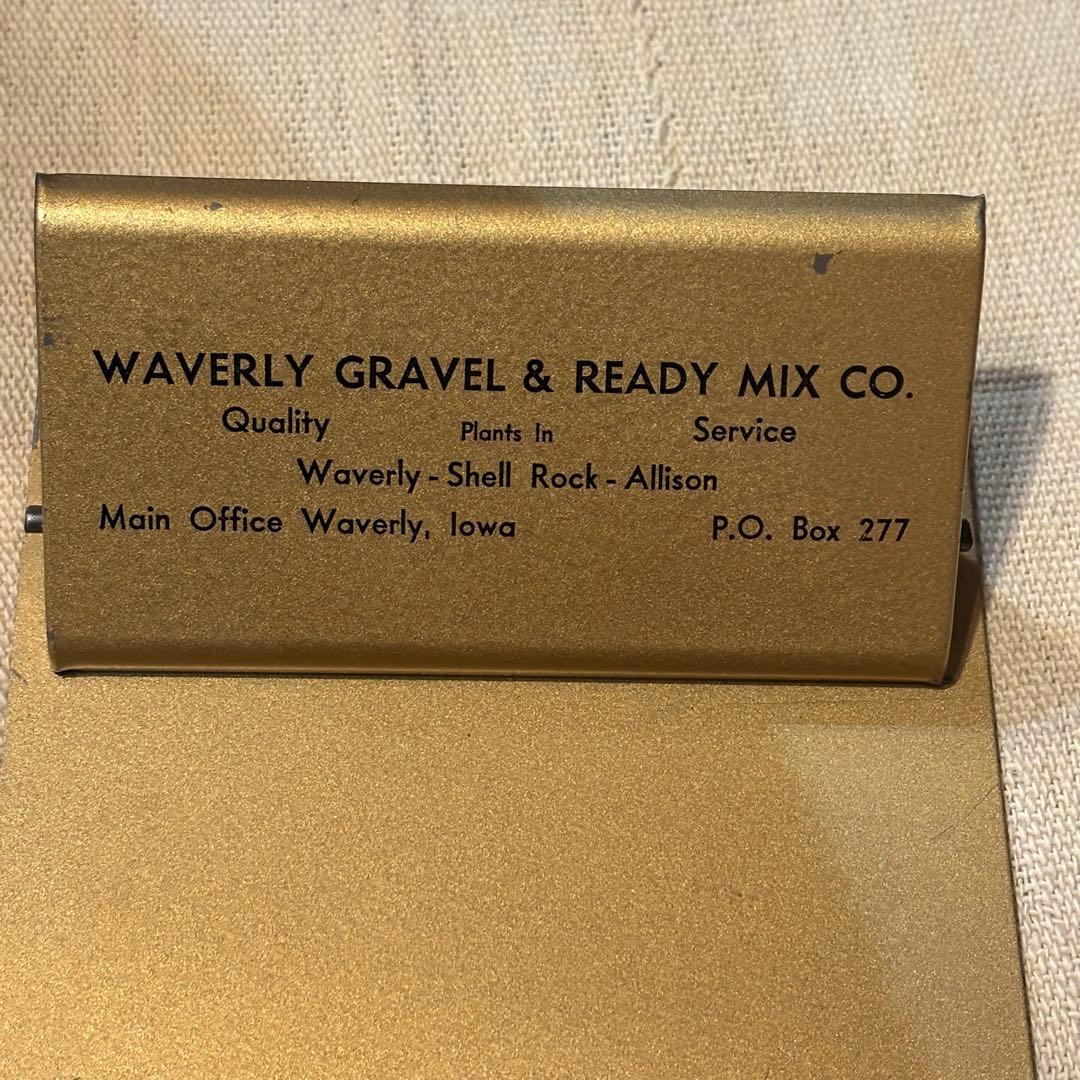 WAVERLY GRAVEL & READY MIX CO.
Quality Plants In Service
Waverly - Shell Rock - Allison
Main Office Waverly, Iowa P.O. Box 277